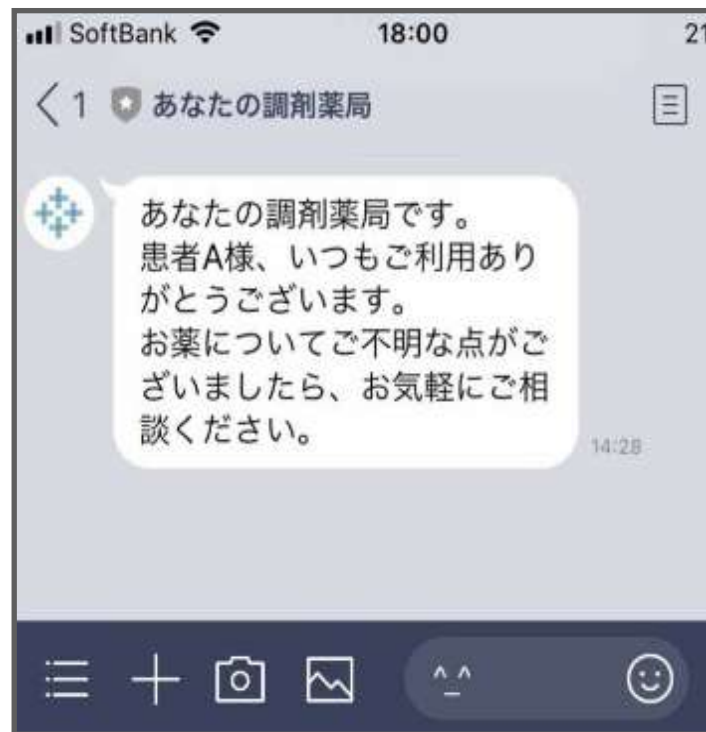 SoftBank 18:00 21
1 あなたの調剤薬局
あなたの調剤薬局です。
患者A様、いつもご利用あり
がとうございます。
お薬についてご不明な点がご
ざいましたら、お気軽にご相
談ください。
14:28
^_^